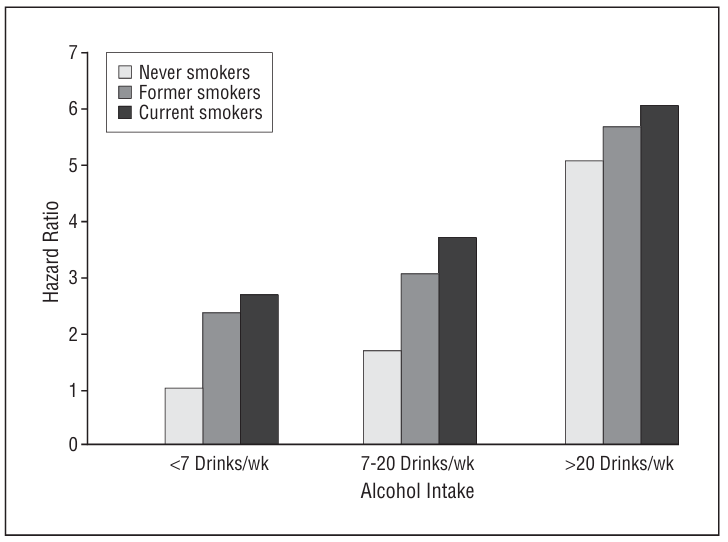 7
6
5
4
3
2
1
0
Hazard Ratio
Never smokers
Former smokers
Current smokers
<7 Drinks/wk
7-20 Drinks/wk
>20 Drinks/wk
Alcohol Intake